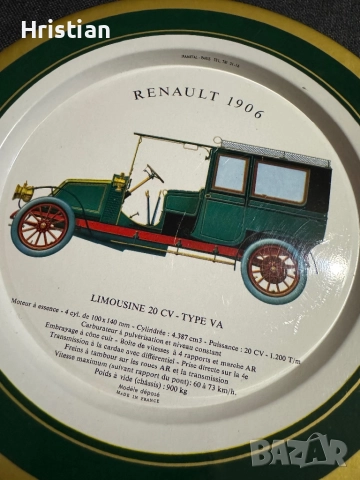 Hristian
RENAULT 1906
LIMOUSINE 20 CV - TYPE VA
Moteur à essence - 4 cyl. de 100 x 140 mm - Cylindrée : 4.387 cm3 - Puissance : 20 CV - 1.200 T/m.
Carburateur à pulvérisation et niveau constant
Embrayage à cône cuir - Boîte de vitesses à 4 rapports et marche AR
Transmission à la cardan avec différentiel - Prise directe sur la 4e
Freins à tambour sur les roues AR et la transmission
Vitesse maximum (suivant rapport du pont) : 60 à 73 km/h.
Poids à vide (châssis) : 900 kg
Modèle déposé
MADE IN FRANCE
BAZAR
bg